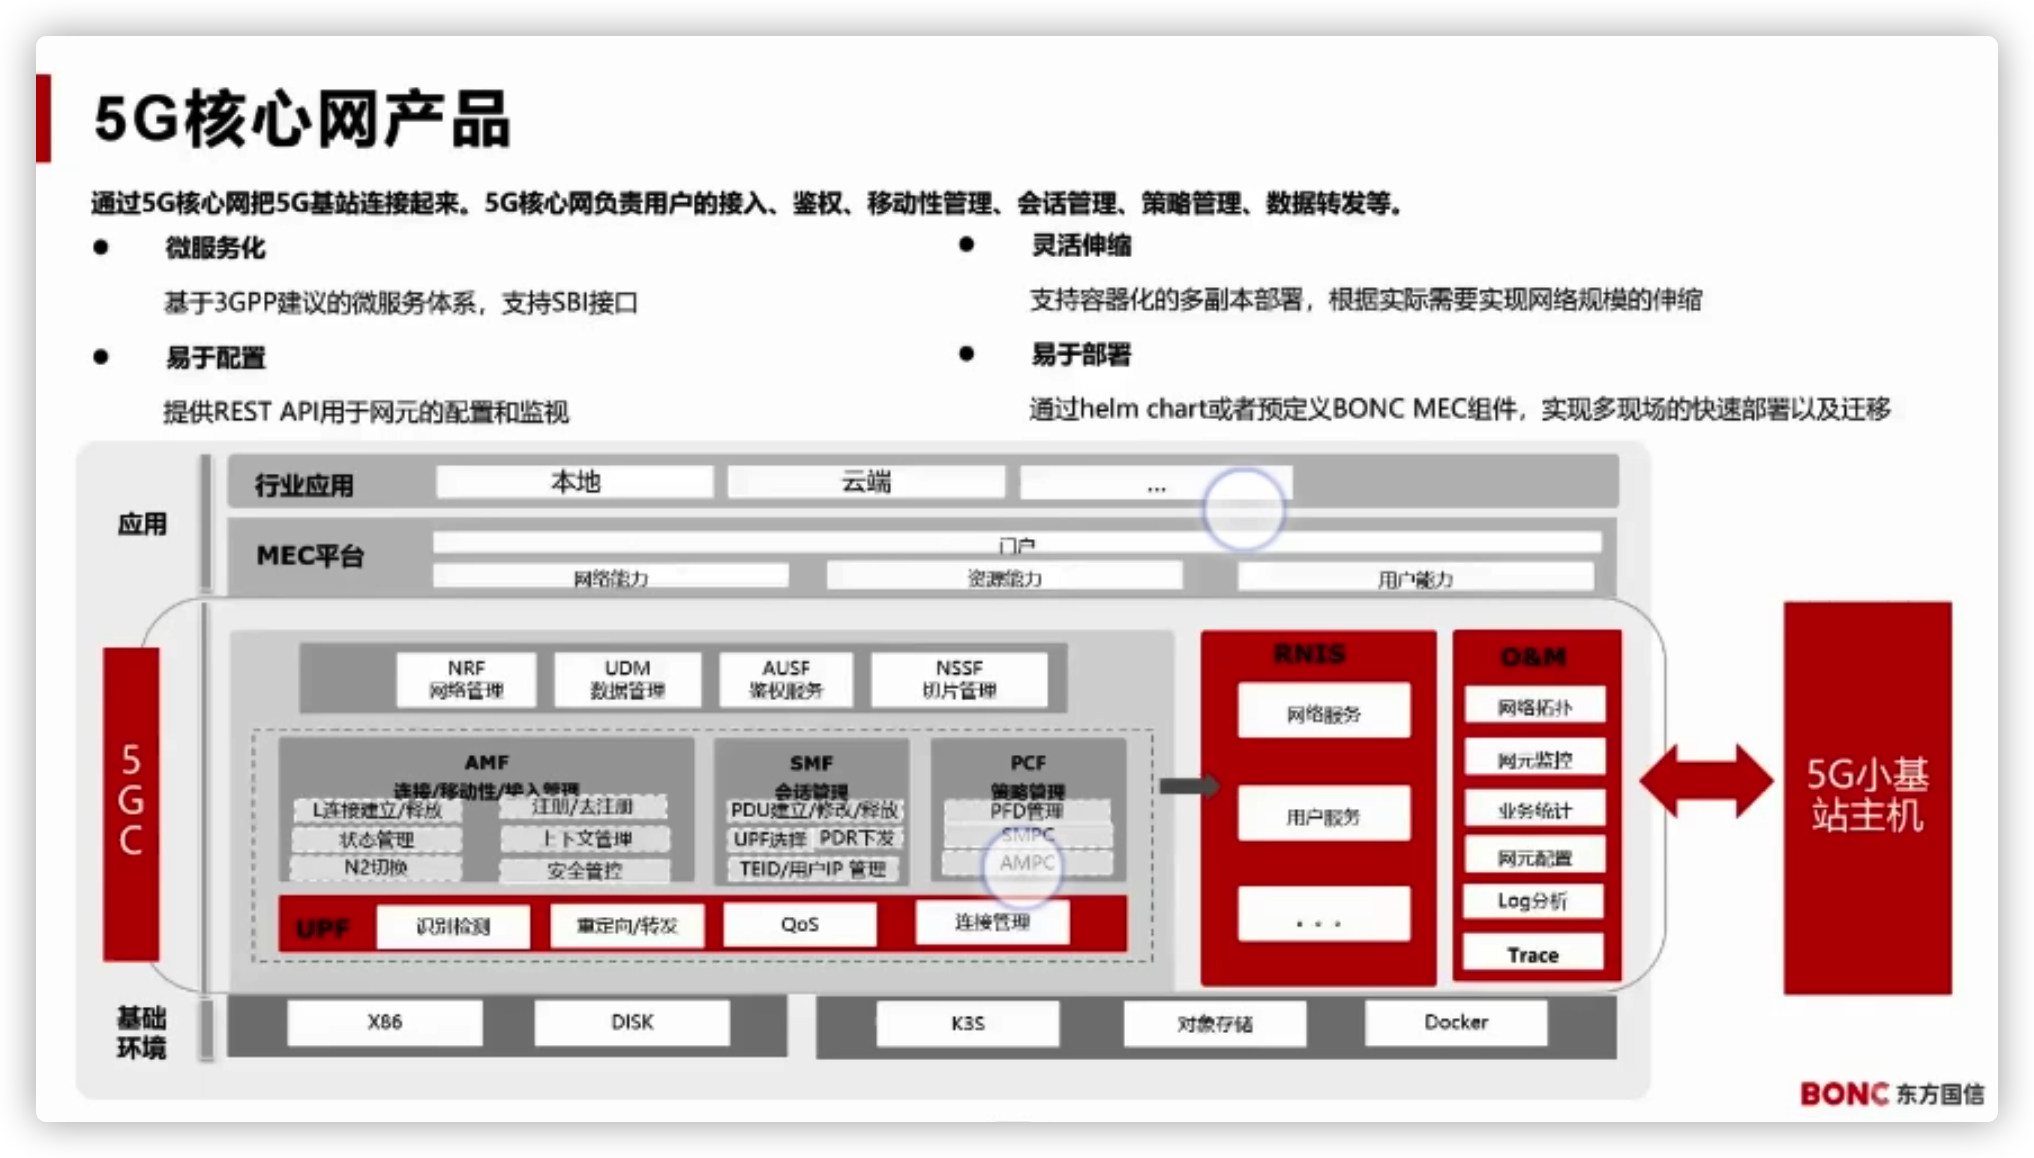 5G核心网产品
通过5G核心网把5G基站连接起来。5G核心网负责用户的接入、鉴权、移动性管理、会话管理、策略管理、数据转发等。
● 微服务化
基于3GPP建议的微服务体系，支持SBI接口
● 易于配置
提供REST API用于网元的配置和监视
● 灵活伸缩
支持容器化的多副本部署，根据实际需要实现网络规模的伸缩
● 易于部署
通过helm chart或者预定义BONC MEC组件，实现多现场的快速部署以及迁移
应用
行业应用
本地
云端
...
MEC平台
门户
网络能力
资源能力
用户能力
5GC
NRF
网络管理
UDM
数据管理
AUSF
鉴权服务
NSSF
切片管理
AMF
连接/移动性/接入管理
L连接建立/释放
注册/去注册
状态管理
上下文管理
N2切换
安全管控
SMF
会话管理
PDU建立/修改/释放
UPF选择
PDR下发
TEID/用户IP 管理
PCF
策略管理
PFD管理
SMPC
AMPC
UPF
识别检测
重定向/转发
QoS
连接管理
RNIS
网络服务
用户服务
...
O&M
网络拓扑
网元监控
业务统计
网元配置
Log分析
Trace
5G小基
站主机
基础
环境
X86
DISK
K3S
对象存储
Docker
BONC 东方国信